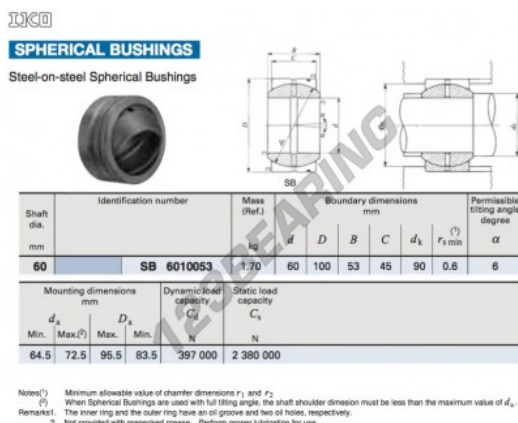 IKO
SPHERICAL BUSHINGS
Steel-on-steel Spherical Bushings
B
C
D
d
SB
123BEARING
Shaft dia. mm
Identification number
Mass (Ref.) kg
Boundary dimensions mm
d D B C dk rs min (1)
Permissible tilting angle degree α
60 SB 6010053 1.70 60 100 53 45 90 0.6 6
Mounting dimensions mm
Dynamic load capacity Cd N
Static load capacity Cs N
da Da
Min. Max.(2) Max. Min.
64.5 72.5 95.5 83.5 397 000 2 380 000
Notes(1) Minimum allowable value of chamfer dimensions r1 and r2
(2) When Spherical Bushings are used with full tilting angle, the shaft shoulder dimesion must be less than the maximum value of da.
Remarks1. The inner ring and the outer ring have an oil groove and two oil holes, respectively.
2. Not provided with prepacked grease. Perform proper lubrication for use.